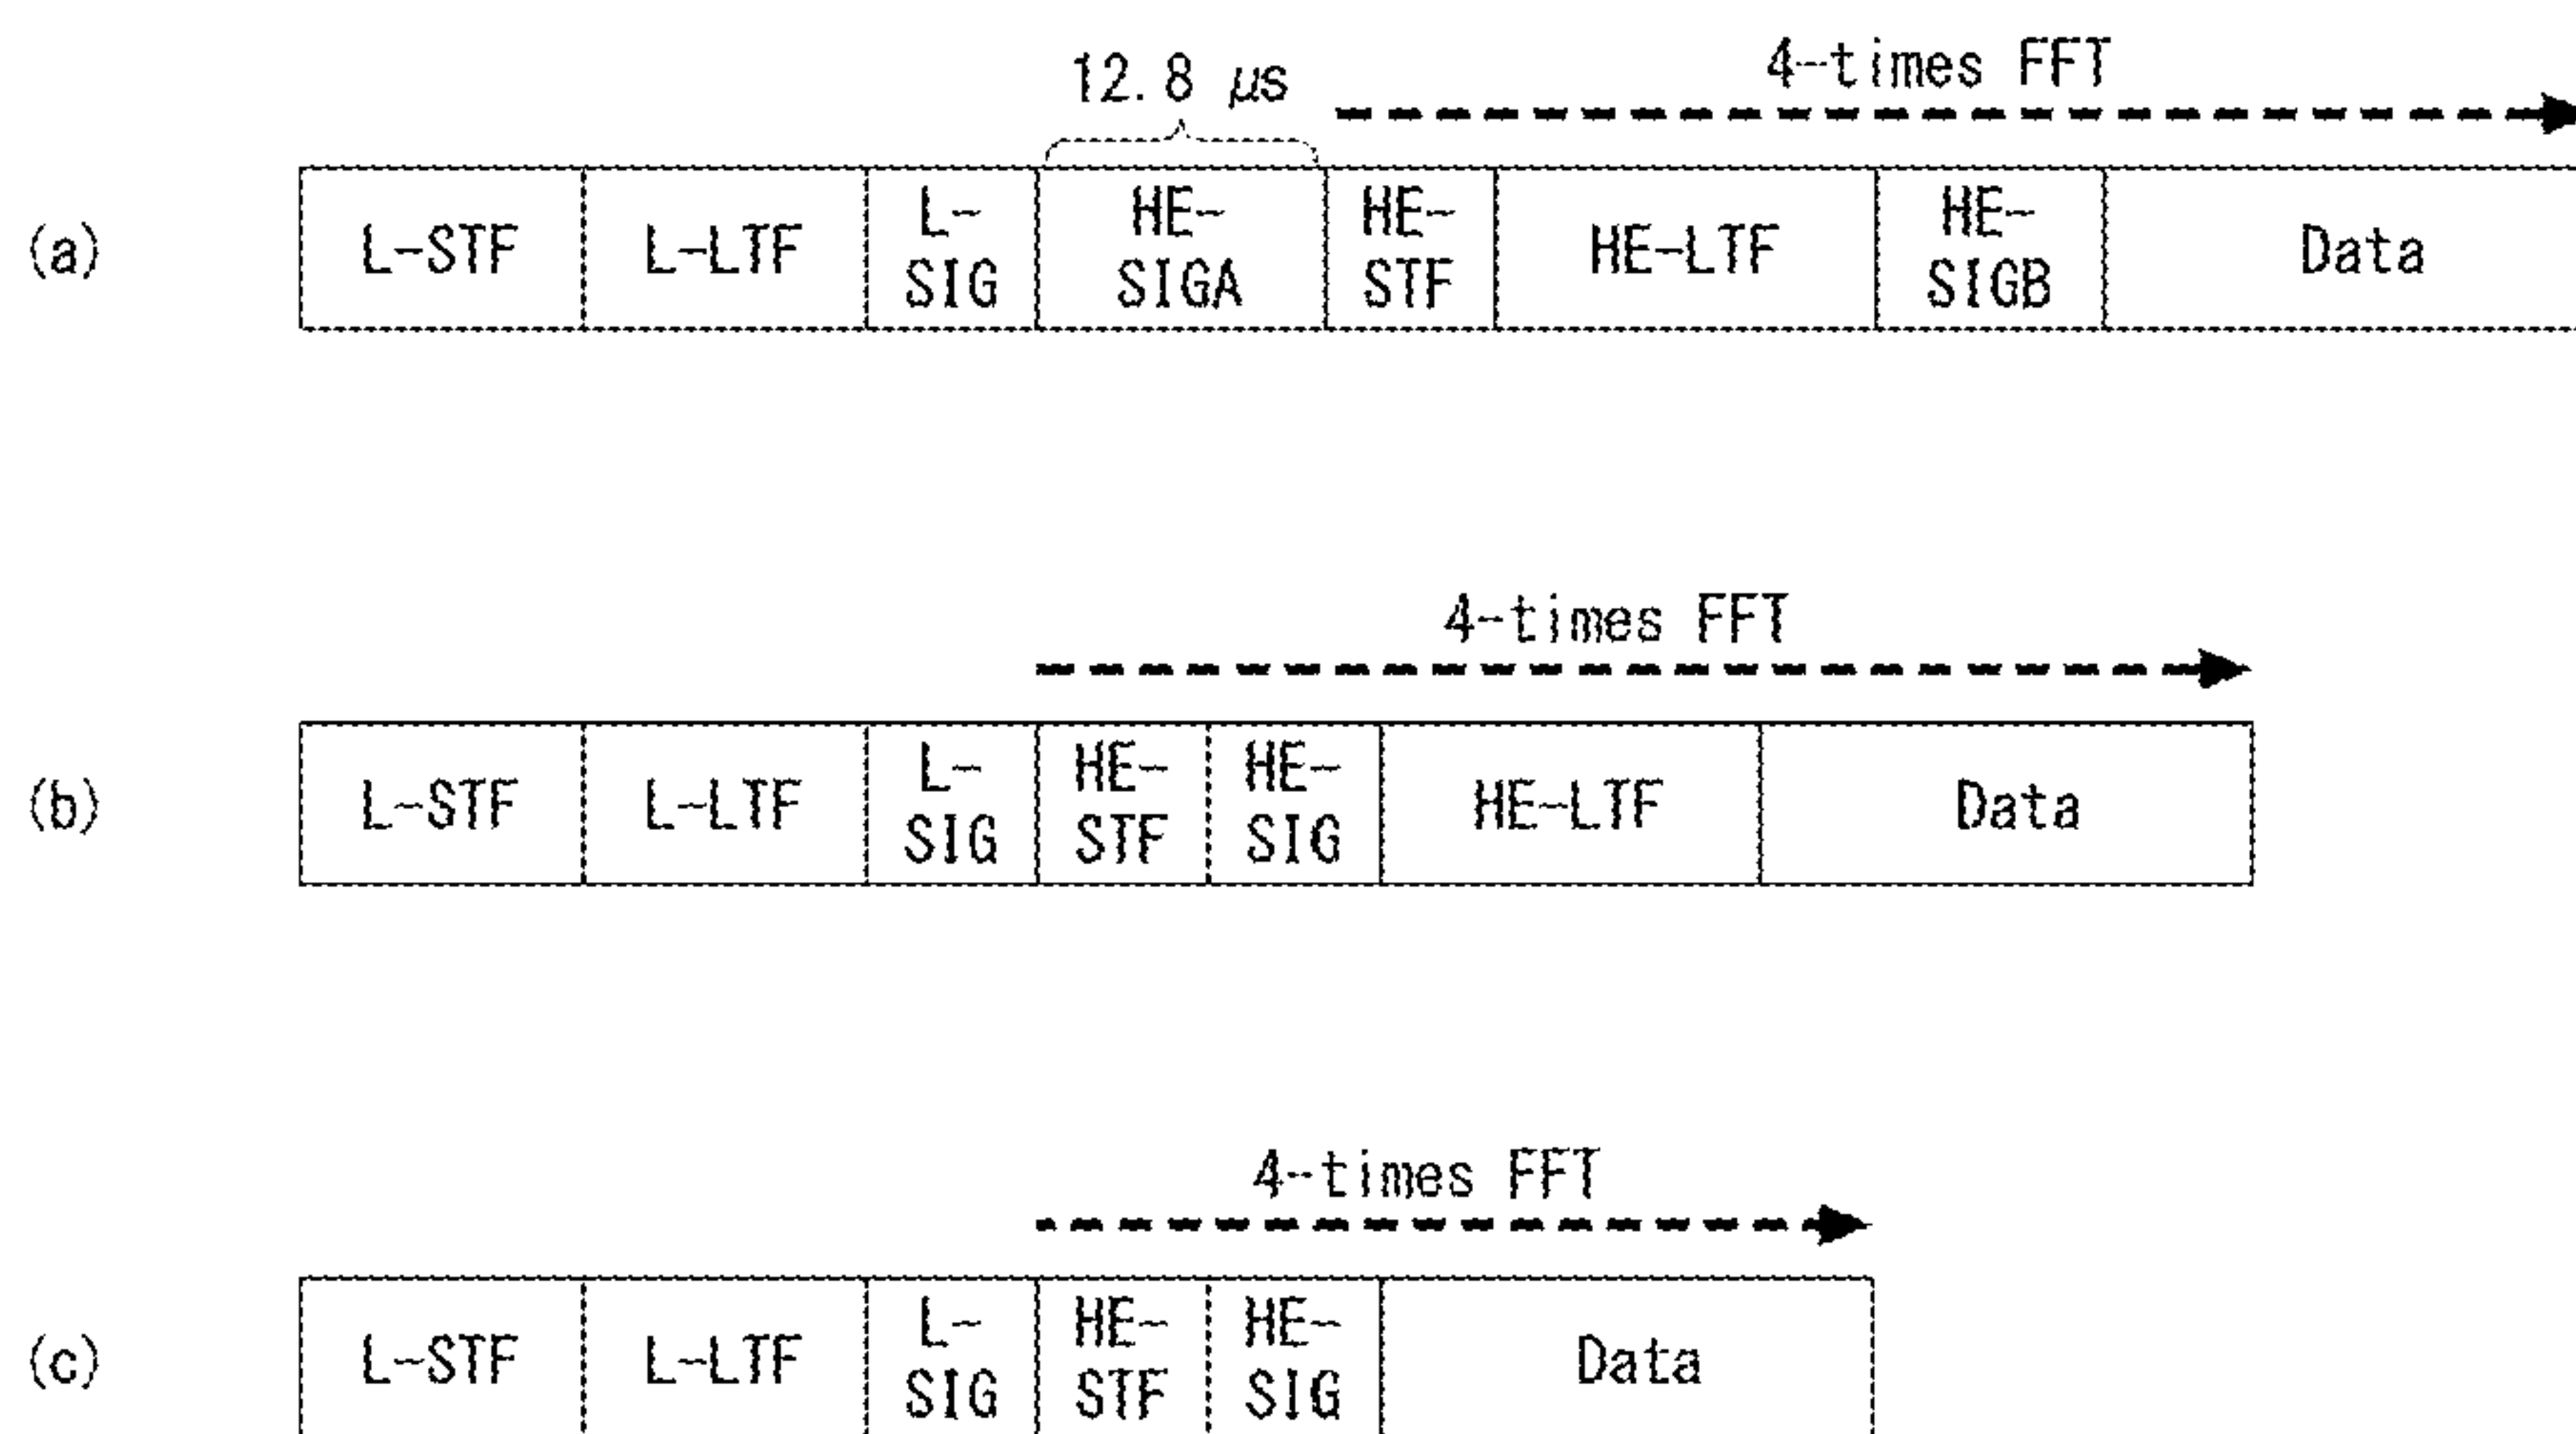 12.8 μs
4-times FFT
(a)
L-STF
L-LTF
L-
SIG
HE-
SIGA
HE-
STF
HE-LTF
HE-
SIGB
Data
4-times FFT
(b)
L-STF
L-LTF
L-
SIG
HE-
STF
HE-
SIG
HE-LTF
Data
4-times FFT
(c)
L-STF
L-LTF
L-
SIG
HE-
STF
HE-
SIG
Data